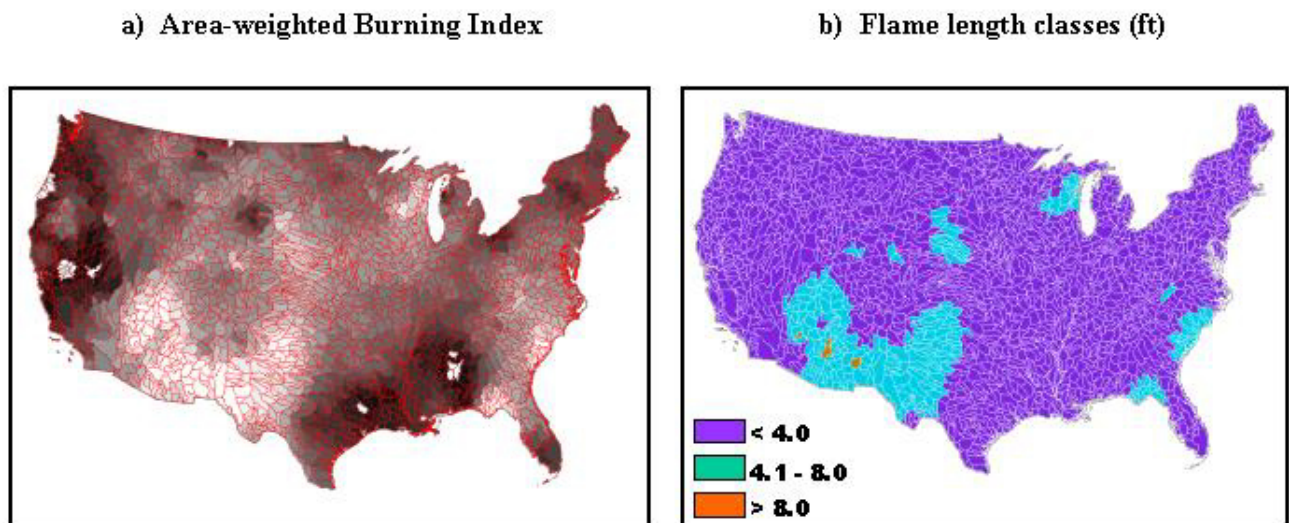 a) Area-weighted Burning Index
b) Flame length classes (ft)
< 4.0
4.1 - 8.0
> 8.0